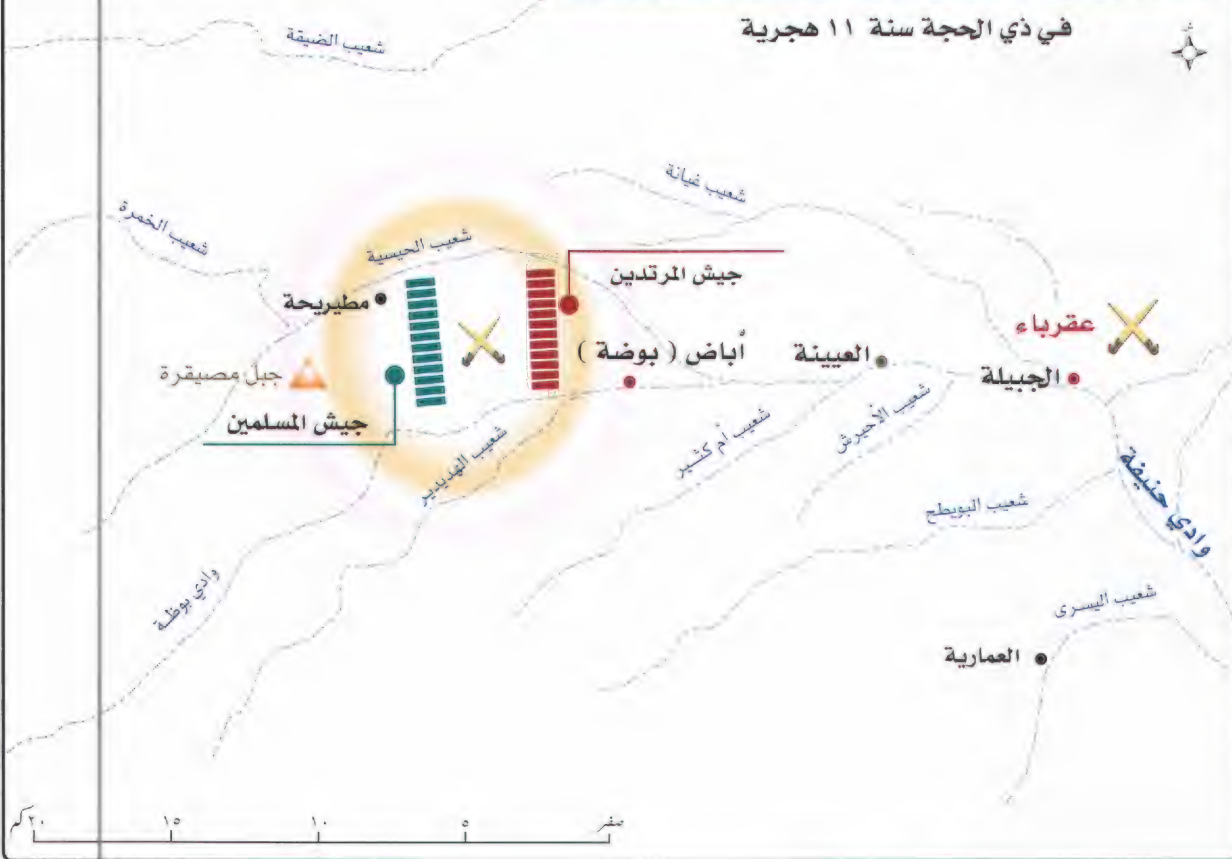 في ذي الحجة سنة ١١ هجرية
ش
شعيب الضيقة
شعيب غيانة
شعيب الخمرة
شعيب الحيسية
جيش المرتدين
مطيريحة
عقرباء
أباض ( بوضة )
العيينة
الجبيلة
جبل مصيقرة
جيش المسلمين
شعيب الأحيرش
شعيب أم كثير
شعيب الهديدير
وادي حنيفة
شعيب البويطح
وادي بوظة
شعيب اليسرى
العمارية
صفر ٥ ١٠ ١٥ ٢٠ كم